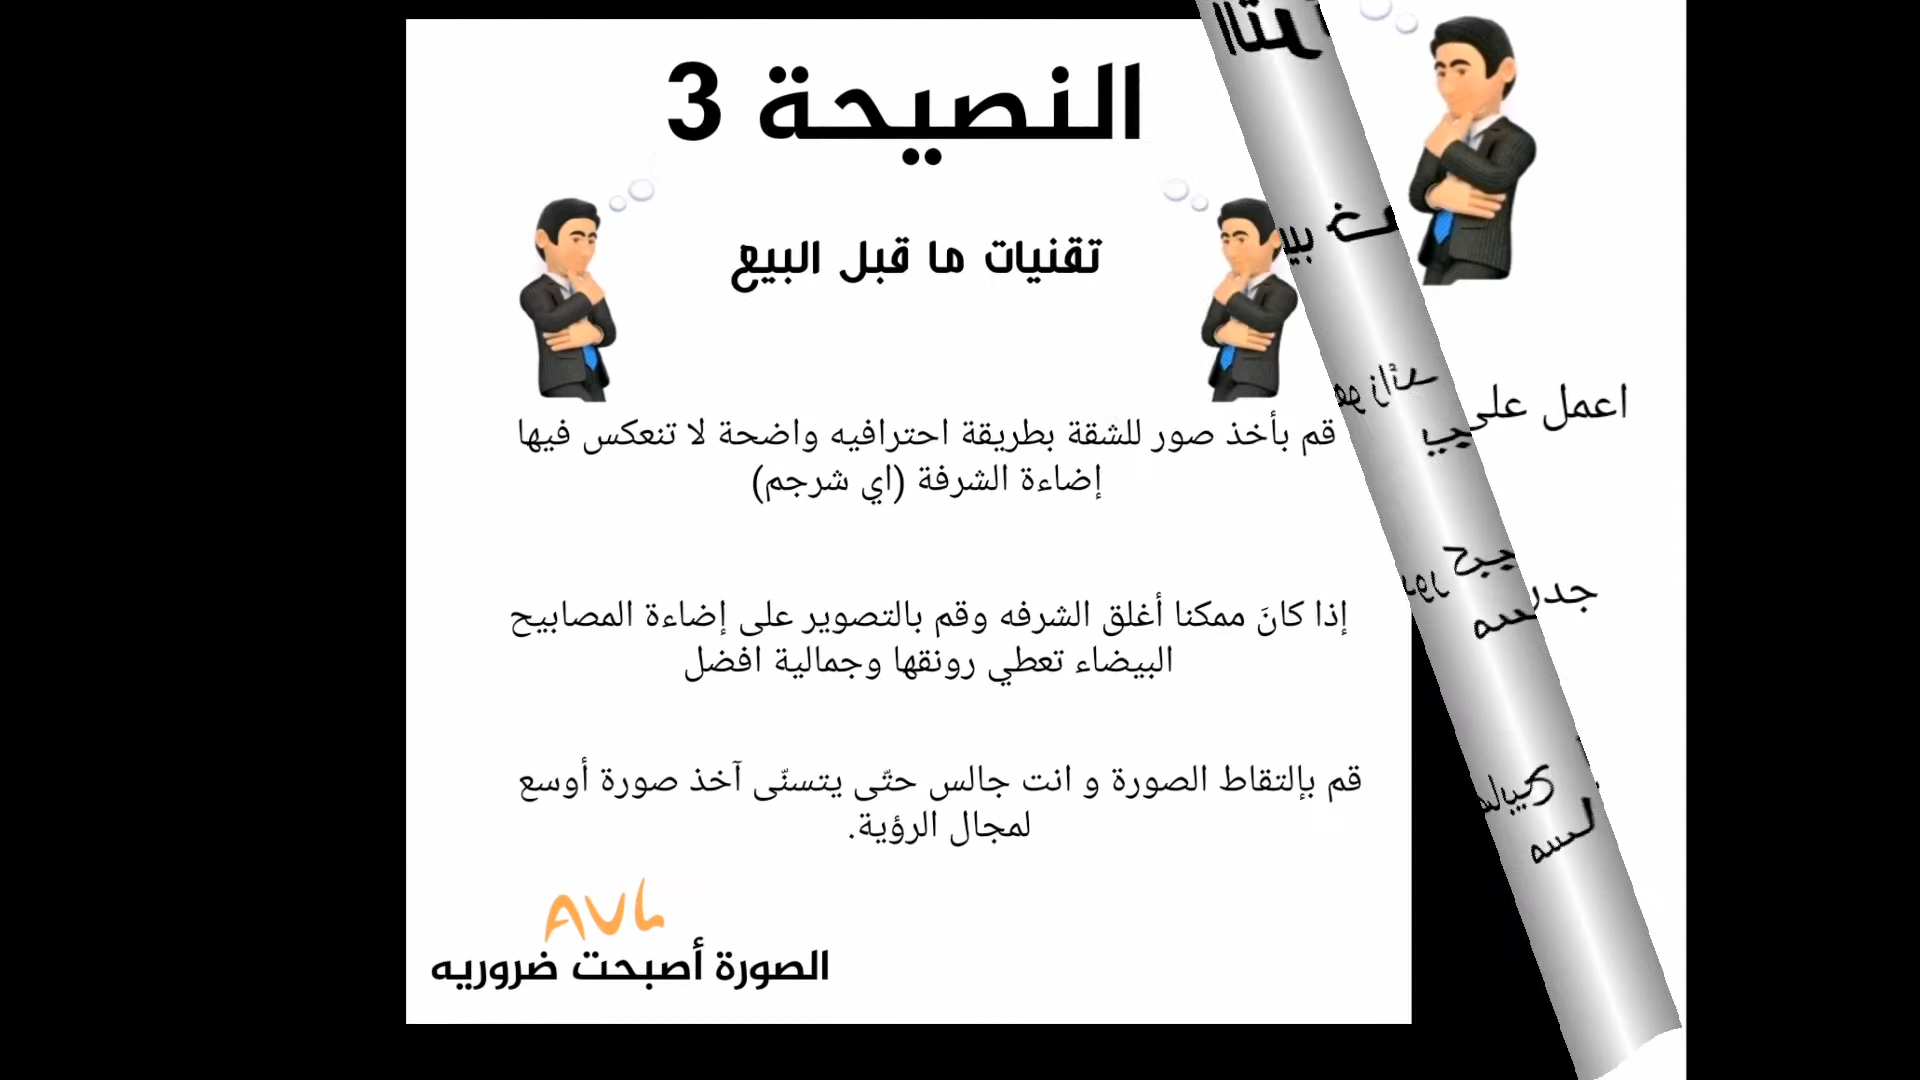 النصيحة 3
تقنيات ما قبل البيع
قم بأخذ صور للشقة بطريقة احترافيه واضحة لا تنعكس فيها
إضاءة الشرفة (اي شرجم)
إذا كانَ ممكنا أغلق الشرفه وقم بالتصوير على إضاءة المصابيح
البيضاء تعطي رونقها وجمالية افضل
قم بإلتقاط الصورة و انت جالس حتّى يتسنّى آخذ صورة أوسع
لمجال الرؤية.
الصورة أصبحت ضروريه
اعمل على